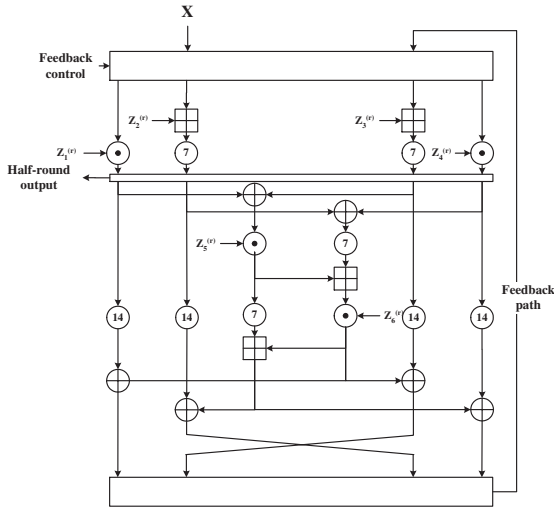 X
Feedback
control
Z₂⁽ʳ⁾
Z₃⁽ʳ⁾
Z₁⁽ʳ⁾
7
7
Z₄⁽ʳ⁾
Half-round
output
7
Z₅⁽ʳ⁾
Feedback
path
14
14
7
Z₆⁽ʳ⁾
14
14